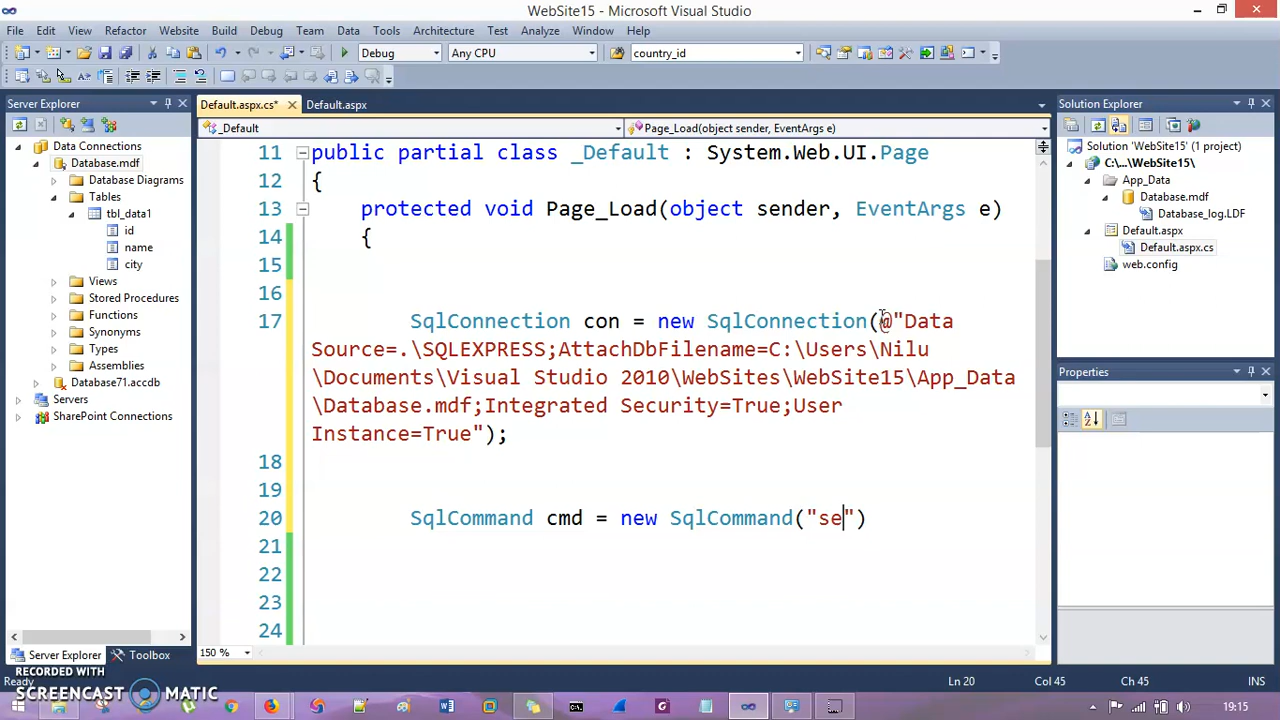 WebSite15 - Microsoft Visual Studio
File Edit View Refactor Website Build Debug Team Data Tools Architecture Test Analyze Window Help
Debug Any CPU country_id
Server Explorer
Data Connections
Database.mdf
Database Diagrams
Tables
tbl_data1
id
name
city
Views
Stored Procedures
Functions
Synonyms
Types
Assemblies
Database71.accdb
Servers
SharePoint Connections
Server Explorer Toolbox
Default.aspx.cs* Default.aspx
_Default Page_Load(object sender, EventArgs e)
11 public partial class _Default : System.Web.UI.Page
12 {
13 protected void Page_Load(object sender, EventArgs e)
14 {
15
16
17 SqlConnection con = new SqlConnection(@"Data
Source=.\SQLEXPRESS;AttachDbFilename=C:\Users\Nilu
\Documents\Visual Studio 2010\WebSites\WebSite15\App_Data
\Database.mdf;Integrated Security=True;User
Instance=True");
18
19
20 SqlCommand cmd = new SqlCommand("se")
21
22
23
24
150 %
Solution Explorer
Solution 'WebSite15' (1 project)
C:\...\WebSite15\
App_Data
Database.mdf
Database_log.LDF
Default.aspx
Default.aspx.cs
web.config
Properties
Ln 20 Col 45 Ch 45 INS
RECORDED WITH
SCREENCAST MATIC
19:15